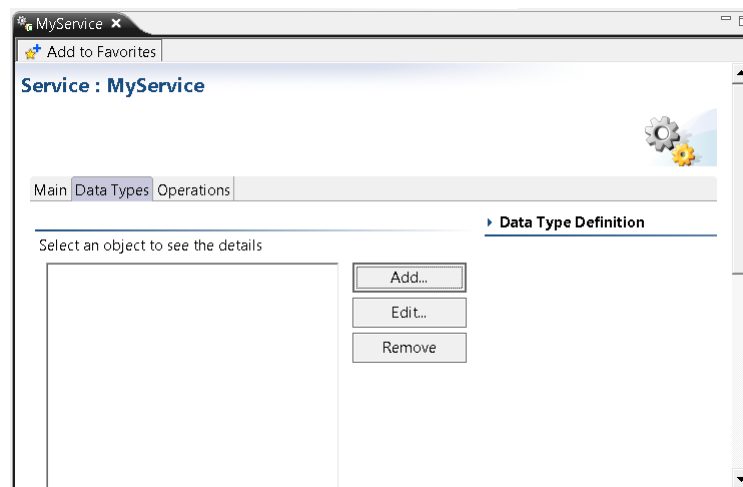 MyService
Add to Favorites
Service : MyService
Main Data Types Operations
Data Type Definition
Select an object to see the details
Add...
Edit...
Remove